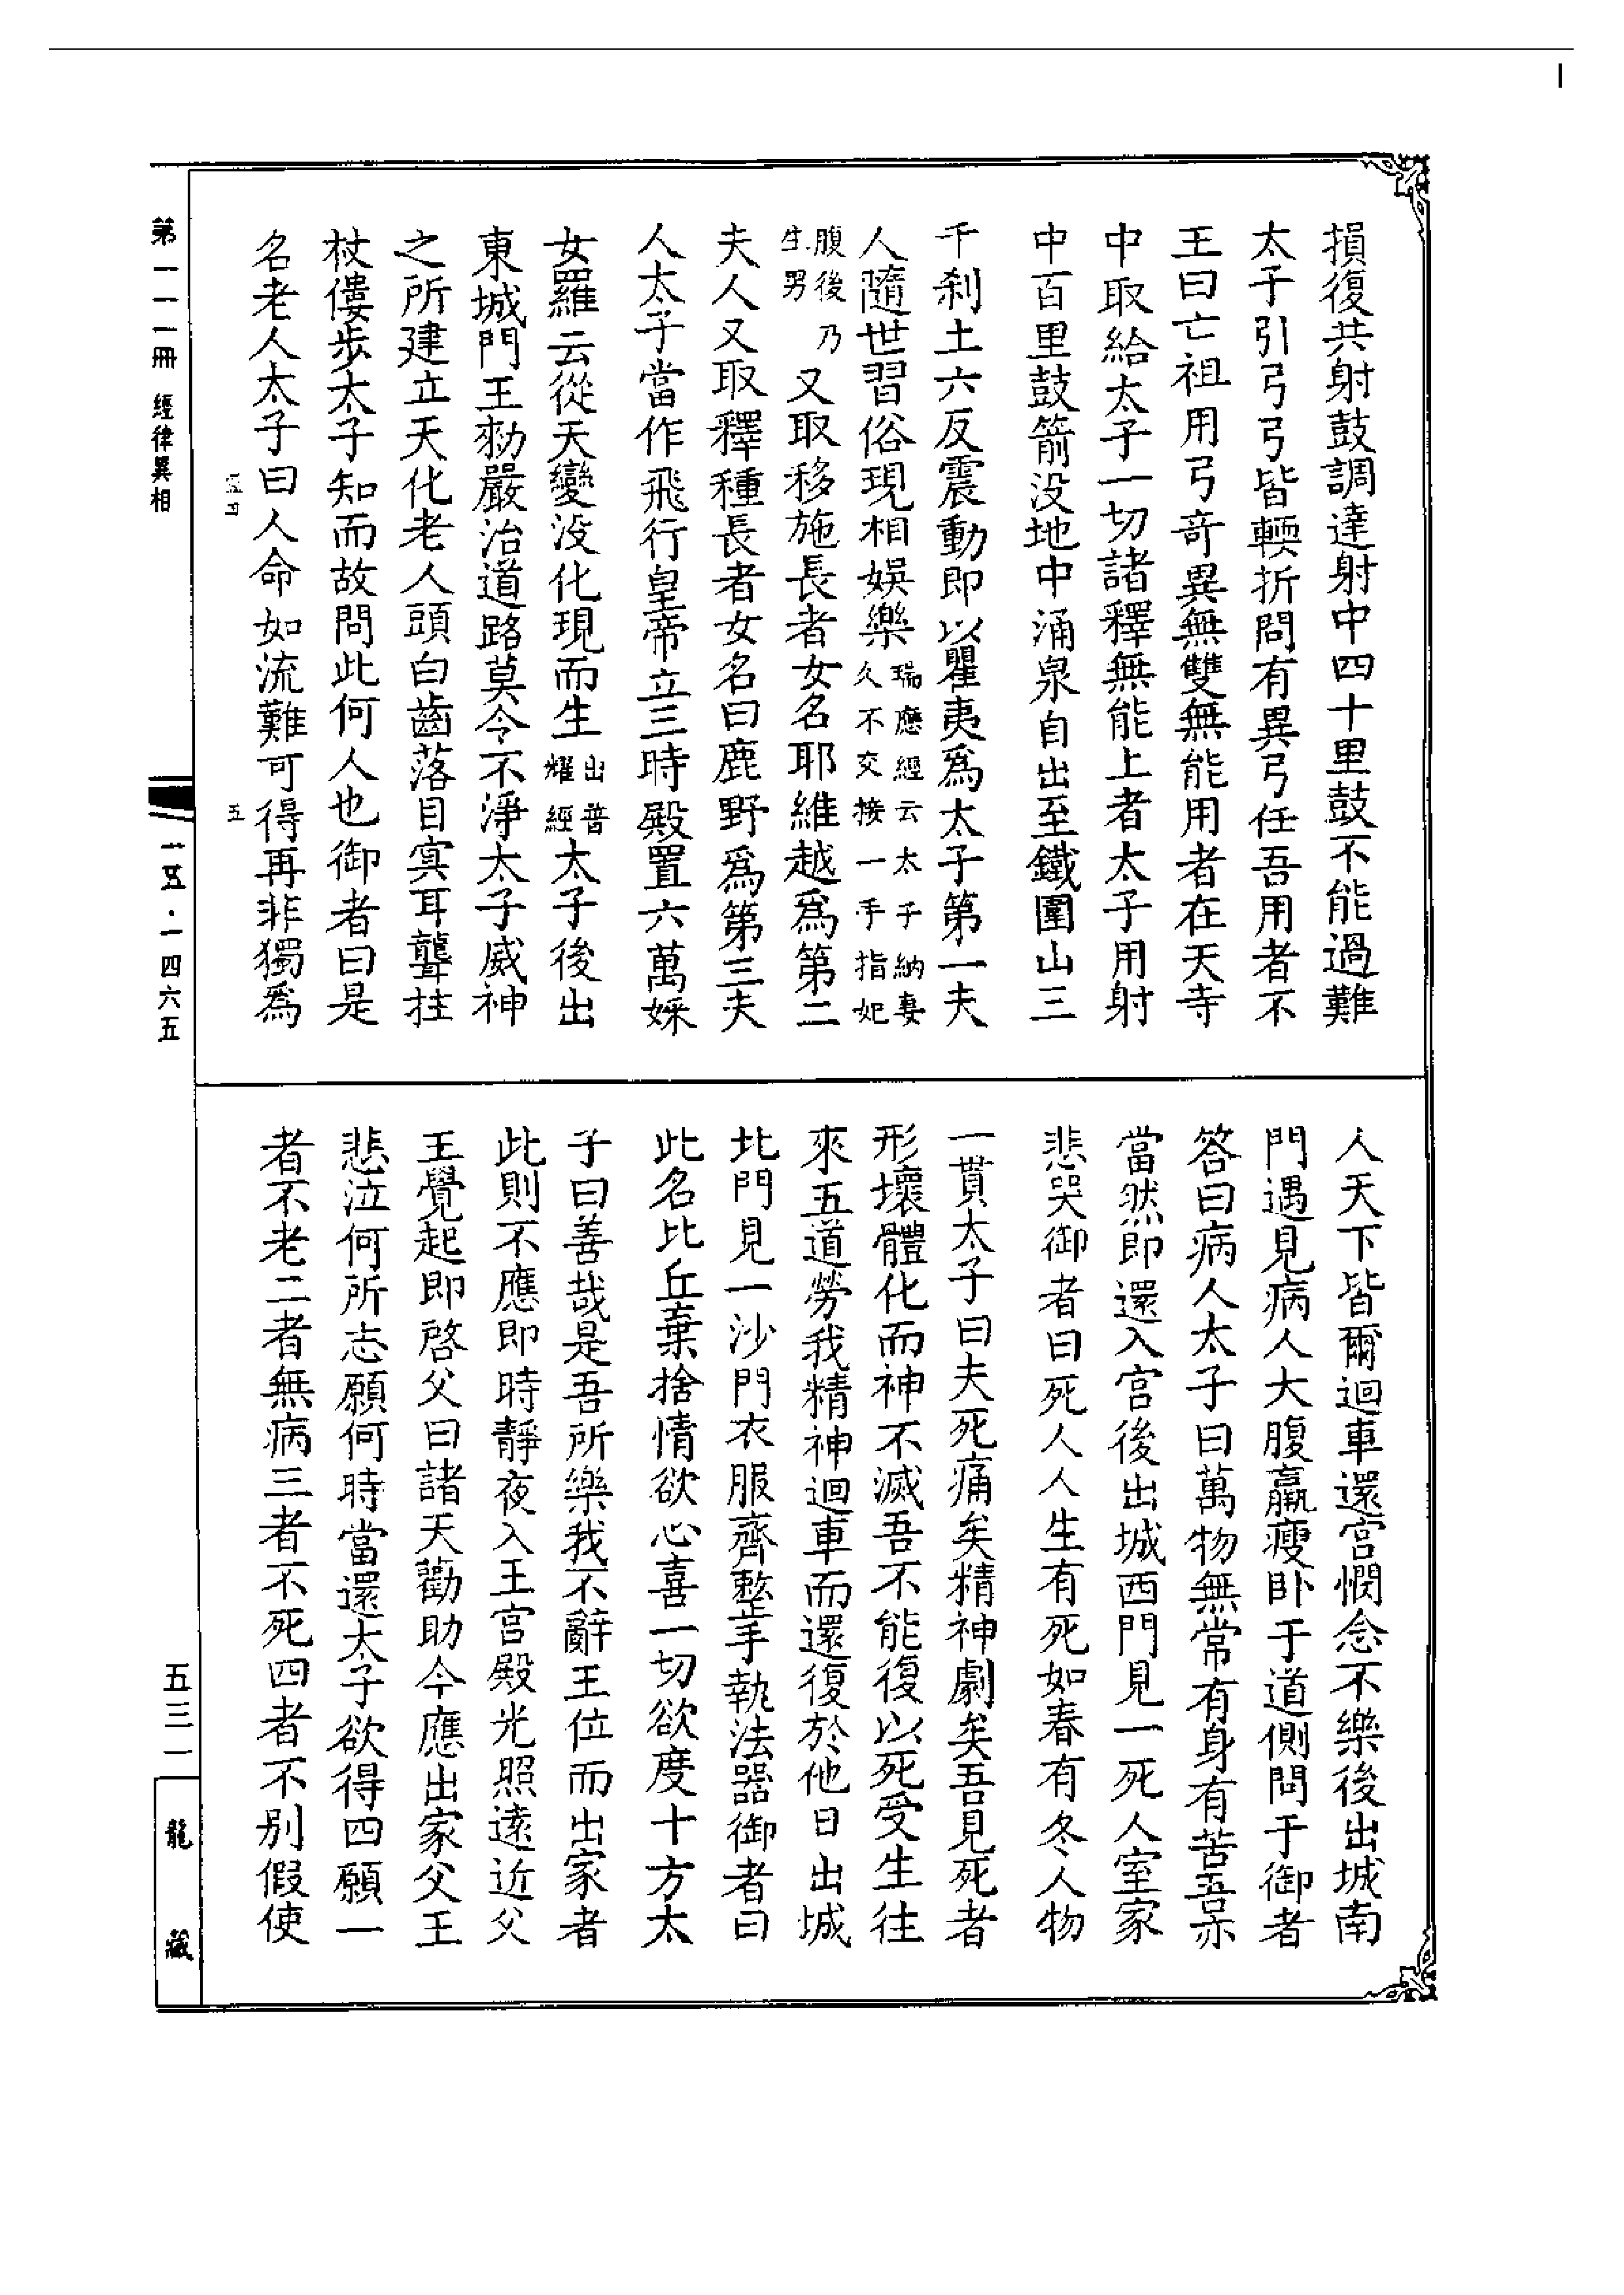 損復共射鼓調達射中四十里鼓不能過難
太子引弓弓皆輭折問有異弓任吾用者不
王曰亡祖用弓奇異無雙無能用者在天寺
中取給太子一切諸釋無能上者太子用射
中百里鼓箭没地中涌泉自出至鐵圍山三
千刹土六反震動即以瞿夷爲太子第一夫
人隨世習俗現相娛樂瑞應經云太子納妻久不交接一手指妃
腹後乃生男又取移施長者女名耶維越爲第二
夫人又取釋種長者女名曰鹿野爲第三夫
人太子當作飛行皇帝立三時殿置六萬婇
女羅云從天變没化現而生出普耀經太子後出
東城門王勑嚴治道路莫令不淨太子威神
之所建立天化老人頭白齒落目㝠耳聾拄
杖僂步太子知而故問此何人也御者曰是
名老人太子曰人命如流難可得再非獨爲
人天下皆爾迴車還宮愍念不樂後出城南
門遇見病人大腹羸瘦卧于道側問于御者
答曰病人太子曰萬物無常有身有苦吾亦
當然即還入宮後出城西門見一死人室家
悲哭御者曰死人人生有死如春有冬人物
一貫太子曰夫死痛矣精神劇矣吾見死者
形壞體化而神不滅吾不能復以死受生往
來五道勞我精神迴車而還復於他日出城
北門見一沙門衣服齊整手執法器御者曰
此名比丘棄捨情欲心喜一切欲度十方太
子曰善哉是吾所樂我不辭王位而出家者
此則不應即時靜夜入王宮殿光照遠近父
王覺起即啓父曰諸天勸助今應出家父王
悲泣何所志願何時當還太子欲得四願一
者不老二者無病三者不死四者不别假使
第一一一冊　經律異相
五
一五．一四六五
五三一
龍藏